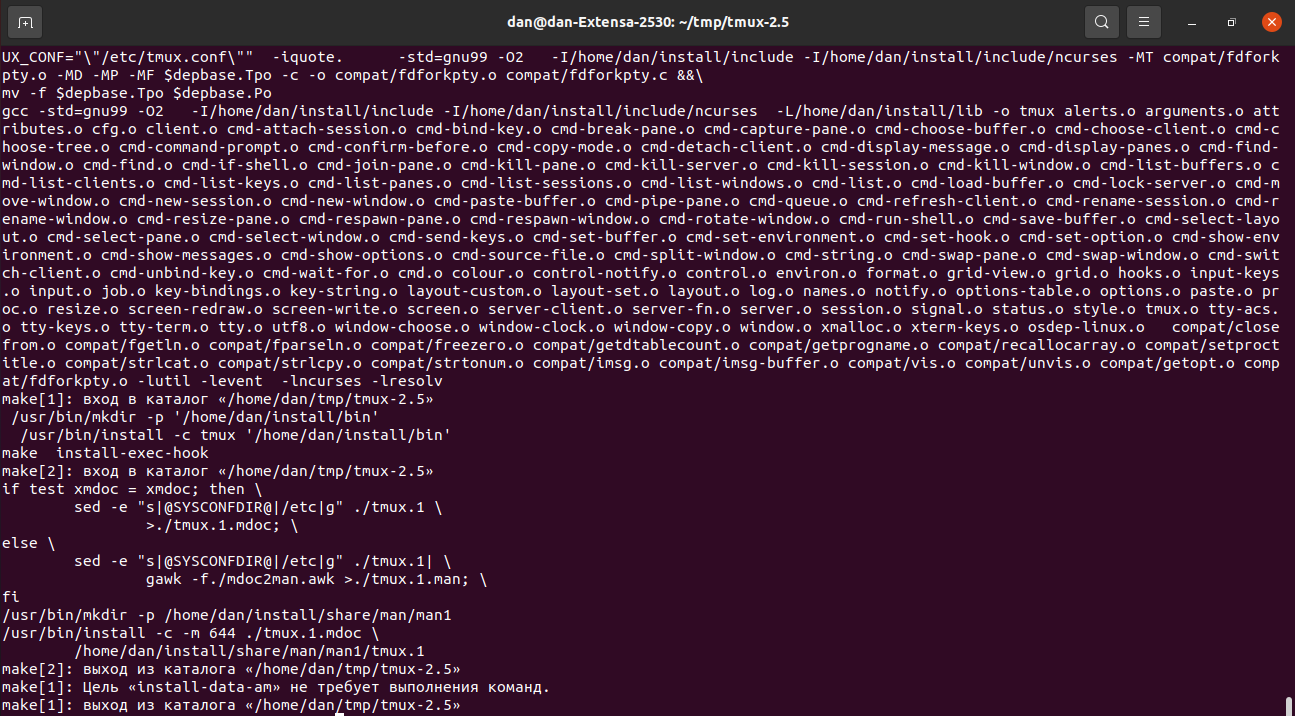 dan@dan-Extensa-2530: ~/tmp/tmux-2.5
UX_CONF="\"/etc/tmux.conf\"" -iquote. -std=gnu99 -O2 -I/home/dan/install/include -I/home/dan/install/include/ncurses -MT compat/fdfork
pty.o -MD -MP -MF $depbase.Tpo -c -o compat/fdforkpty.o compat/fdforkpty.c &&\
mv -f $depbase.Tpo $depbase.Po
gcc -std=gnu99 -O2 -I/home/dan/install/include -I/home/dan/install/include/ncurses -L/home/dan/install/lib -o tmux alerts.o arguments.o att
ributes.o cfg.o client.o cmd-attach-session.o cmd-bind-key.o cmd-break-pane.o cmd-capture-pane.o cmd-choose-buffer.o cmd-choose-client.o cmd-c
hoose-tree.o cmd-command-prompt.o cmd-confirm-before.o cmd-copy-mode.o cmd-detach-client.o cmd-display-message.o cmd-display-panes.o cmd-find-
window.o cmd-find.o cmd-if-shell.o cmd-join-pane.o cmd-kill-pane.o cmd-kill-server.o cmd-kill-session.o cmd-kill-window.o cmd-list-buffers.o c
md-list-clients.o cmd-list-keys.o cmd-list-panes.o cmd-list-sessions.o cmd-list-windows.o cmd-list.o cmd-load-buffer.o cmd-lock-server.o cmd-m
ove-window.o cmd-new-session.o cmd-new-window.o cmd-paste-buffer.o cmd-pipe-pane.o cmd-queue.o cmd-refresh-client.o cmd-rename-session.o cmd-r
ename-window.o cmd-resize-pane.o cmd-respawn-pane.o cmd-respawn-window.o cmd-rotate-window.o cmd-run-shell.o cmd-save-buffer.o cmd-select-layo
ut.o cmd-select-pane.o cmd-select-window.o cmd-send-keys.o cmd-set-buffer.o cmd-set-environment.o cmd-set-hook.o cmd-set-option.o cmd-show-env
ironment.o cmd-show-messages.o cmd-show-options.o cmd-source-file.o cmd-split-window.o cmd-string.o cmd-swap-pane.o cmd-swap-window.o cmd-swit
ch-client.o cmd-unbind-key.o cmd-wait-for.o cmd.o colour.o control-notify.o control.o environ.o format.o grid-view.o grid.o hooks.o input-keys
.o input.o job.o key-bindings.o key-string.o layout-custom.o layout-set.o layout.o log.o names.o notify.o options-table.o options.o paste.o pr
oc.o resize.o screen-redraw.o screen-write.o screen.o server-client.o server-fn.o server.o session.o signal.o status.o style.o tmux.o tty-acs.
o tty-keys.o tty-term.o tty.o utf8.o window-choose.o window-clock.o window-copy.o window.o xmalloc.o xterm-keys.o osdep-linux.o compat/close
from.o compat/fgetln.o compat/fparseln.o compat/freezero.o compat/getdtablecount.o compat/getprogname.o compat/recallocarray.o compat/setproct
itle.o compat/strlcat.o compat/strlcpy.o compat/strtonum.o compat/imsg.o compat/imsg-buffer.o compat/vis.o compat/unvis.o compat/getopt.o comp
at/fdforkpty.o -lutil -levent -lncurses -lresolv
make[1]: вход в каталог «/home/dan/tmp/tmux-2.5»
/usr/bin/mkdir -p '/home/dan/install/bin'
/usr/bin/install -c tmux '/home/dan/install/bin'
make install-exec-hook
make[2]: вход в каталог «/home/dan/tmp/tmux-2.5»
if test xmdoc = xmdoc; then \
sed -e "s|@SYSCONFDIR@|/etc|g" ./tmux.1 \
>./tmux.1.mdoc; \
else \
sed -e "s|@SYSCONFDIR@|/etc|g" ./tmux.1| \
gawk -f./mdoc2man.awk >./tmux.1.man; \
fi
/usr/bin/mkdir -p /home/dan/install/share/man/man1
/usr/bin/install -c -m 644 ./tmux.1.mdoc \
/home/dan/install/share/man/man1/tmux.1
make[2]: выход из каталога «/home/dan/tmp/tmux-2.5»
make[1]: Цель «install-data-am» не требует выполнения команд.
make[1]: выход из каталога «/home/dan/tmp/tmux-2.5»